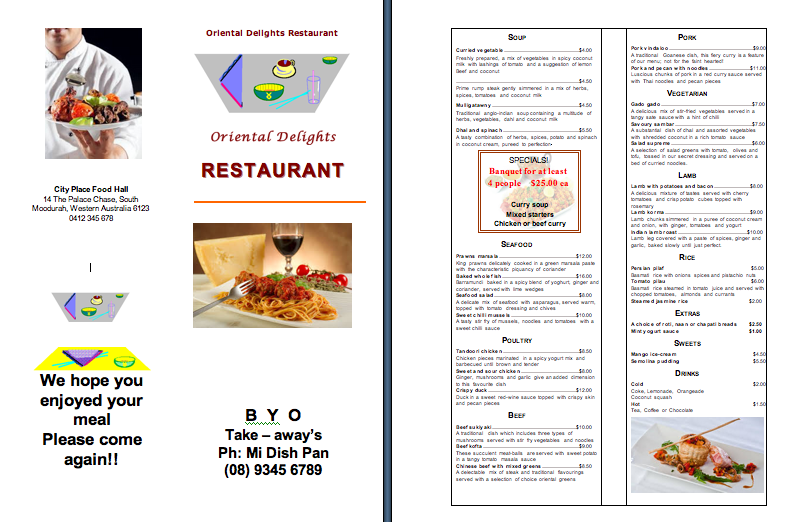 City Place Food Hall
14 The Palace Chase, South
Moodurah, Western Australia 6123
0412 345 678
We hope you
enjoyed your
meal
Please come
again!!
Oriental Delights Restaurant
Oriental Delights
RESTAURANT
B Y O
Take – away's
Ph: Mi Dish Pan
(08) 9345 6789
SOUP
Curried vegetable $4.00
Freshely prepared, a mix of vegetables in spicy coconut
milk with lashings of tomato and a suggestion of lemon
Beef and coconut
$4.50
Prime rump steak gently simmered in a mix of herbs,
spices, tomatoes and coconut milk
Mulligatawny $4.50
Traditional anglo-indian soup containing a multitude of
herbs, vegetables, dahl and coconut milk
Dhal and spinach $5.50
A tasty combination of herbs, spices, potato and spinach
in coconut cream, pureed to perfection
SPECIALS!
Banquet for at least
4 people $25.00 ea
Curry soup
Mixed starters
Chicken or beef curry
SEAFOOD
Prawns marsala $12.00
King prawns delicately cooked in a green marsala paste
with the characteristic piquancy of coriander
Baked whole fish $16.00
Barramundi baked in a spicy blend of yoghurt, ginger and
coriander, served with lime wedges
Seafood salad $8.00
A delicate mix of seafood with asparagus, served warm,
topped with tomato dressing and chives
Sweet chilli mussels $10.00
A tasty stir fry of mussels, noodles and tomatoes with a
sweet chilli sauce
POULTRY
Tandoori chicken $8.50
Chicken pieces marinated in a spicy yogurt mix and
barbecued until brown and tender
Sweet and sour chicken $8.00
Ginger, mushrooms and garlic give an added dimension
to this favourite dish
Crispy duck $12.00
Duck in a sweet red-wine sauce topped with crispy skin
and pecan pieces
BEEF
Beef sukiyaki $10.00
A traditional dish which includes three types of
mushrooms served with stir fry vegetables and noodles
Beef kofta $9.00
These succulent meat-balls are served with sweet potato
in a tangy tomato masala sauce
Chinese beef with mixed greens $8.50
A delectable mix of steak and traditional flavourings
served with a selection of choice oriental greens
PORK
Pork vindaloo $9.00
A traditional Goanese dish, this fiery curry is a feature
of our menu; not for the faint hearted!
Pork and pecan with noodles $11.00
Luscious chunks of pork in a red curry sauce served
with Thai noodles and pecan pieces
VEGETARIAN
Gado gado $7.00
A delicious mix of stir-fried vegetables served in a
tangy sate sauce with a hint of chilli
Savoury sambar $7.50
A substantial dish of dhal and assorted vegetables
with shredded coconut in a rich tomato sauce
Salad supreme $6.00
A selection of salad greens with tomato, olives and
tofu, tossed in our secret dressing and served on a
bed of curried noodles.
LAMB
Lamb with potatoes and bacon $8.00
A delicious mixture of tastes served with cherry
tomatoes and crisp potato cubes topped with
rosemary
Lamb korma $9.00
Lamb chunks simmered in a puree of coconut cream
and onion, with ginger, tomatoes and yogurt
Indian lamb roast $10.00
Lamb leg covered with a paste of spices, ginger and
garlic, baked slowly until just perfect.
RICE
Persian pilaf $5.00
Basmati rice with onions spices and pistachio nuts
Tomato pilau $6.00
Basmati rice steamed in tomato juice and served with
chopped tomatoes, almonds and currants
Steamed jasmine rice $2.00
EXTRAS
A choice of roti, naan or chapati breads $2.50
Mint yogurt sauce $1.00
SWEETS
Mango ice-cream $4.50
Semolina pudding $5.50
DRINKS
Cold $2.00
Coke, Lemonade, Orangeade
Coconut squash
Hot $1.50
Tea, Coffee or Chocolate